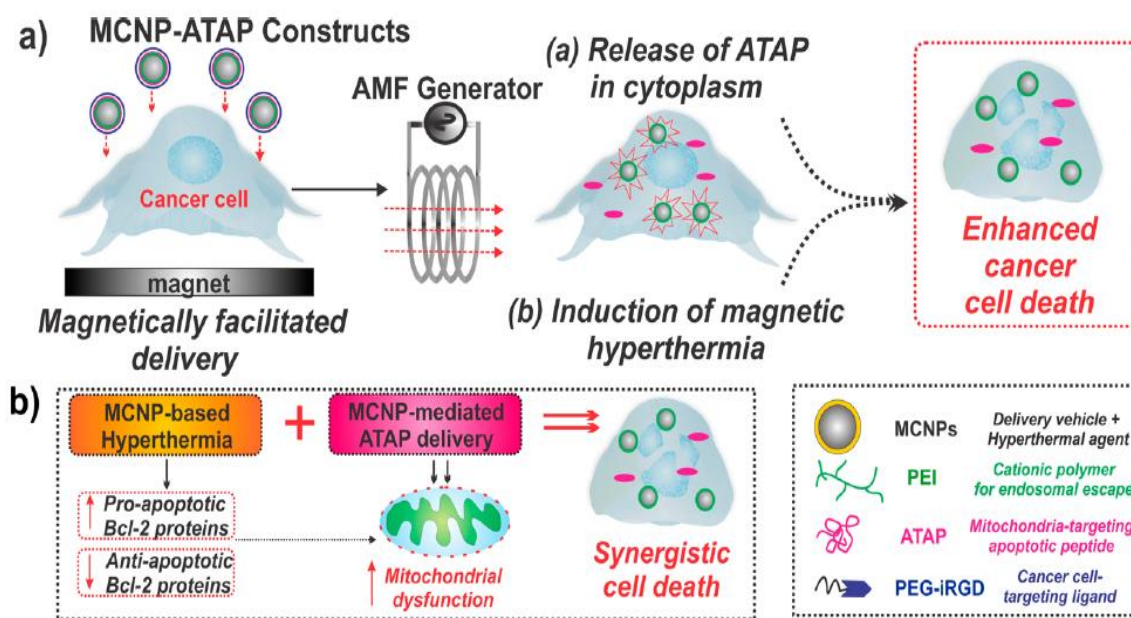 a)
MCNP-ATAP Constructs
Cancer cell
magnet
Magnetically facilitated
delivery
AMF Generator
(a) Release of ATAP
in cytoplasm
(b) Induction of magnetic
hyperthermia
Enhanced
cancer
cell death
b)
MCNP-based
Hyperthermia
+
MCNP-mediated
ATAP delivery
Pro-apoptotic
Bcl-2 proteins
Anti-apoptotic
Bcl-2 proteins
Mitochondrial
dysfunction
Synergistic
cell death
MCNPs
Delivery vehicle +
Hyperthermal agent
PEI
Cationic polymer
for endosomal escape
ATAP
Mitochondria-targeting
apoptotic peptide
PEG-iRGD
Cancer cell-
targeting ligand